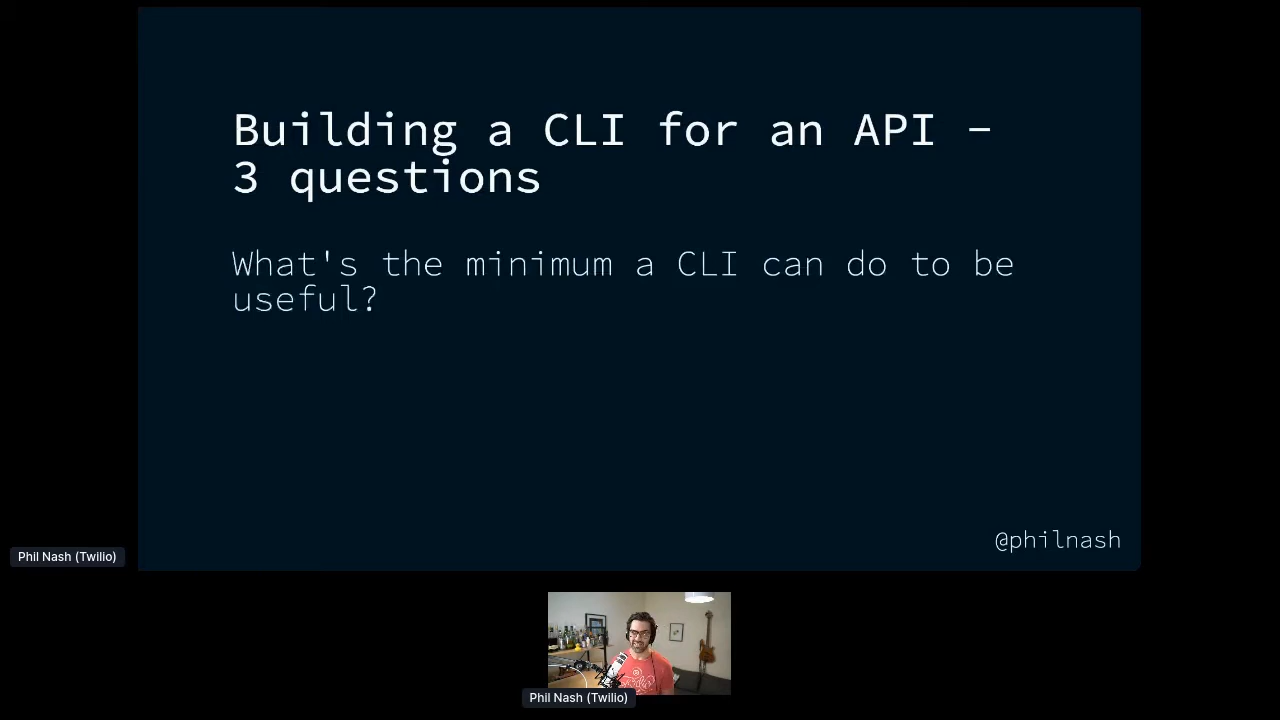 Building a CLI for an API –
3 questions
What's the minimum a CLI can do to be
useful?
@philnash
Phil Nash (Twilio)
Phil Nash (Twilio)